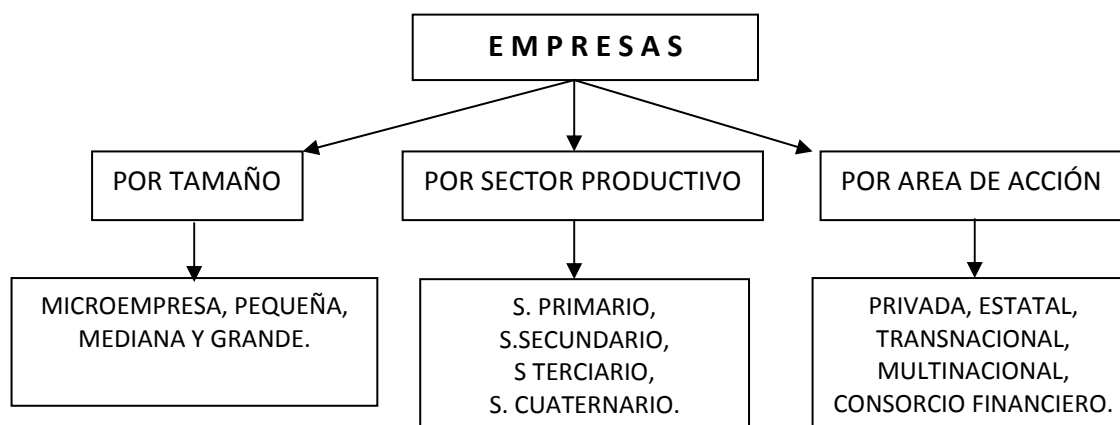 E M P R E S A S
POR TAMAÑO
POR SECTOR PRODUCTIVO
POR AREA DE ACCIÓN
MICROEMPRESA, PEQUEÑA,
MEDIANA Y GRANDE.
S. PRIMARIO,
S.SECUNDARIO,
S TERCIARIO,
S. CUATERNARIO.
PRIVADA, ESTATAL,
TRANSNACIONAL,
MULTINACIONAL,
CONSORCIO FINANCIERO.